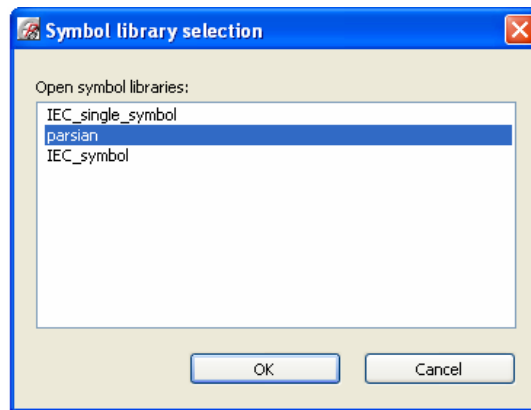 Symbol library selection
Open symbol libraries:
IEC_single_symbol
parsian
IEC_symbol
OK
Cancel